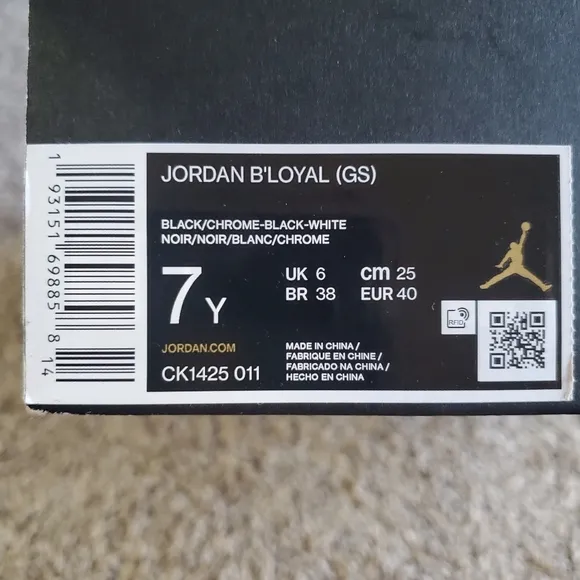 JORDAN B'LOYAL (GS)
BLACK/CHROME-BLACK-WHITE
NOIR/NOIR/BLANC/CHROME
7 Y
UK 6 cm 25
BR 38 EUR 40
JORDAN.COM
CK1425 011
MADE IN CHINA /
FABRIQUE EN CHINE /
FABRICADO NA CHINA /
HECHO EN CHINA
RFID
1 93151 69885 8 14